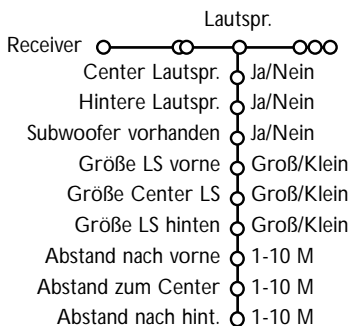 Lautspr.
Receiver
Center Lautspr. Ja/Nein
Hintere Lautspr. Ja/Nein
Subwoofer vorhanden Ja/Nein
Größe LS vorne Groß/Klein
Größe Center LS Groß/Klein
Größe LS hinten Groß/Klein
Abstand nach vorne 1-10 M
Abstand zum Center 1-10 M
Abstand nach hint. 1-10 M